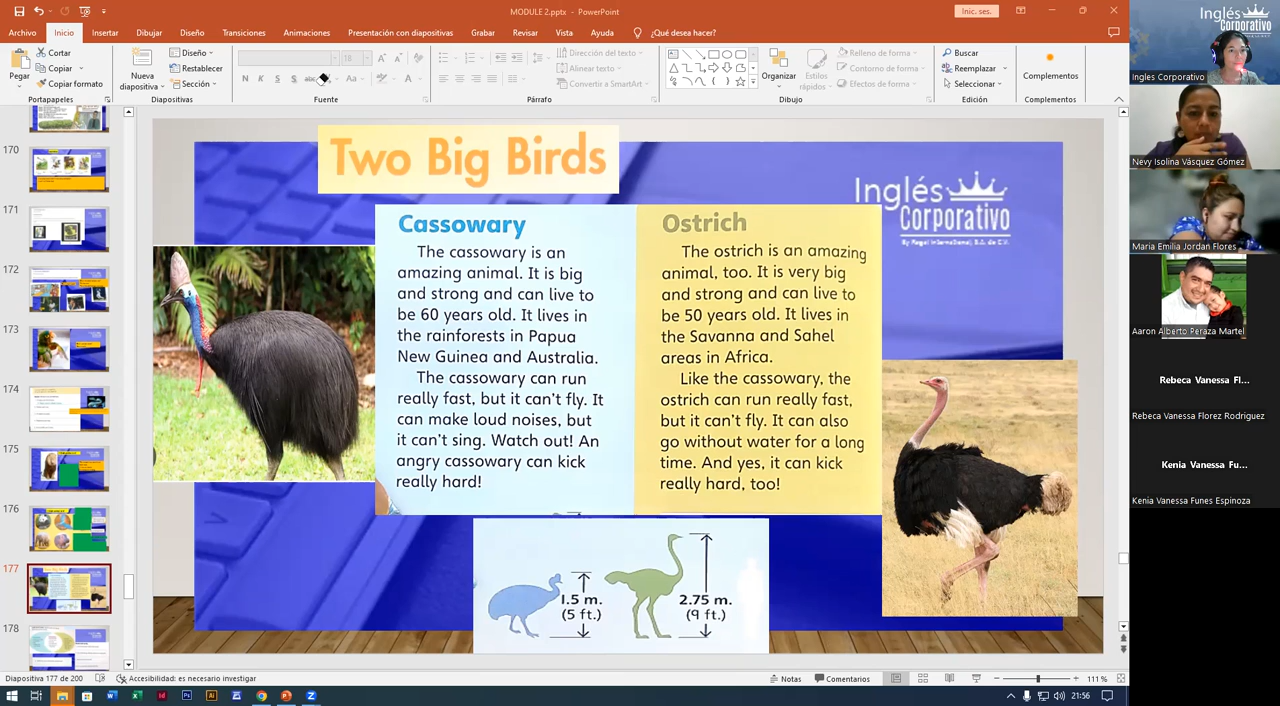 MODULE 2.pptx - PowerPoint
Inic. ses.
Archivo Inicio Insertar Dibujar Diseño Transiciones Animaciones Presentación con diapositivas Grabar Revisar Vista Ayuda ¿Qué desea hacer?
Pegar
Cortar
Copiar
Copiar formato
Portapapeles
Nueva
diapositiva
Diseño
Restablecer
Sección
Diapositivas
18
N K S S abc Aa A
Fuente
Dirección del texto
Alinear texto
Convertir a SmartArt
Párrafo
Organizar
Estilos
rápidos
Relleno de forma
Contorno de forma
Efectos de forma
Dibujo
Buscar
Reemplazar
Seleccionar
Edición
Complementos
Complementos
170
171
172
173
174
175
176
177
178
Two Big Birds
Inglés
Corporativo
Cassowary
The cassowary is an
amazing animal. It is big
and strong and can live to
be 60 years old. It lives in
the rainforests in Papua
New Guinea and Australia.
The cassowary can run
really fast, but it can't fly. It
can make loud noises, but
it can't sing. Watch out! An
angry cassowary can kick
really hard!
Ostrich
The ostrich is an amazing
animal, too. It is very big
and strong and can live to
be 50 years old. It lives in
the Savanna and Sahel
areas in Africa.
Like the cassowary, the
ostrich can run really fast,
but it can't fly. It can also
go without water for a long
time. And yes, it can kick
really hard, too!
1.5 m.
(5 ft.)
2.75 m.
(9 ft.)
Inglés
Corporativo
Ingles Corporativo
Nevy Isolina Vásquez Gómez
Maria Emilia Jordan Flores
Aaron Alberto Peraza Martel
Rebeca Vanessa Fl...
Rebeca Vanessa Florez Rodriguez
Kenia Vanessa Fu...
Kenia Vanessa Funes Espinoza
Diapositiva 177 de 200
Accesibilidad: es necesario investigar
Notas
Comentarios
111 %
21:56